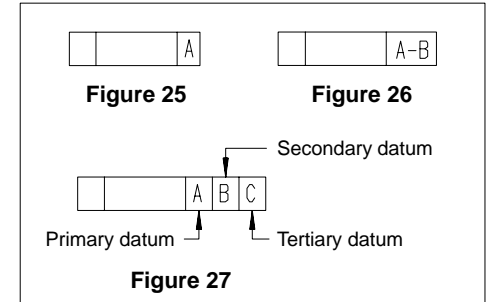 A
A-B
Figure 25
Figure 26
Secondary datum
A B C
Primary datum
Tertiary datum
Figure 27